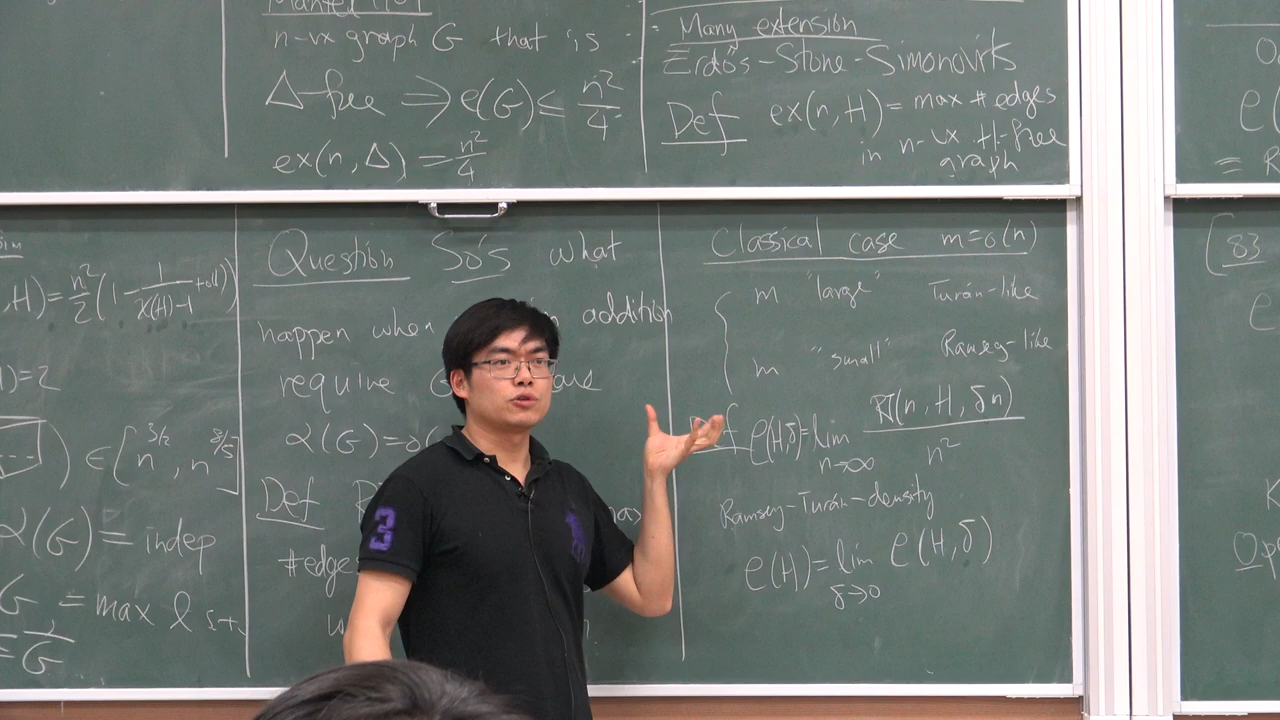 n-vx graph G that is
Δ-free ⟹ e(G) ≤ n²/4
ex(n, Δ) = n²/4
Many extension
Erdős-Stone-Simonovits
Def ex(n, H) = max # edges
in n-vx H-free
graph
, H) = n²/2 (1 - 1/(χ(H)-1) + o(1))
) = 2
) ∈ [n^{3/2}, n^{8/5}]
α(G) = indep
= max l s.t.
G
Question Sós what
happen when addition
require G
α(G) = o(
Def R
#edge
has
Classical case m=o(n)
m "large" Turán-like
m "small" Ramsey-like
ϱ(H,δ) = lim n→∞ RT(n, H, δn) / n²
Ramsey-Turán-density
ϱ(H) = lim δ→0 ϱ(H, δ)
[83
3